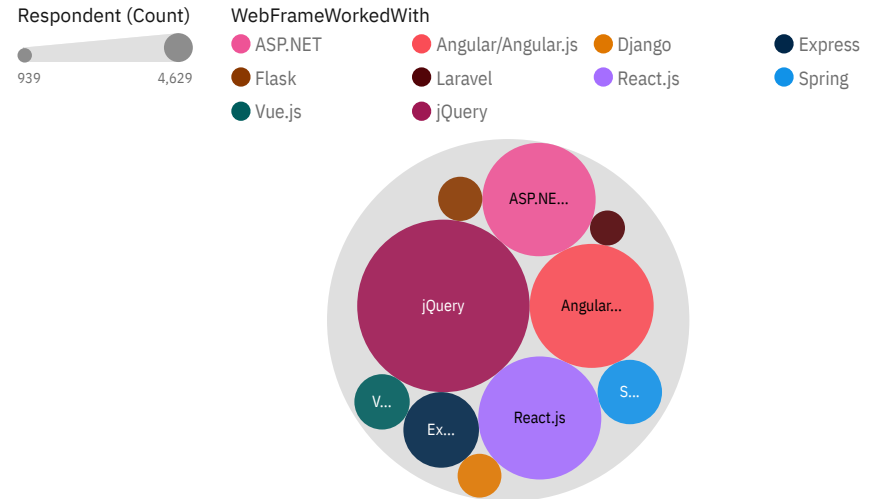 Respondent (Count)
939
4,629
WebFrameWorkedWith
ASP.NET
Angular/Angular.js
Django
Express
Flask
Laravel
React.js
Spring
Vue.js
jQuery
ASP.NE...
jQuery
Angular...
S...
V...
React.js
Ex...